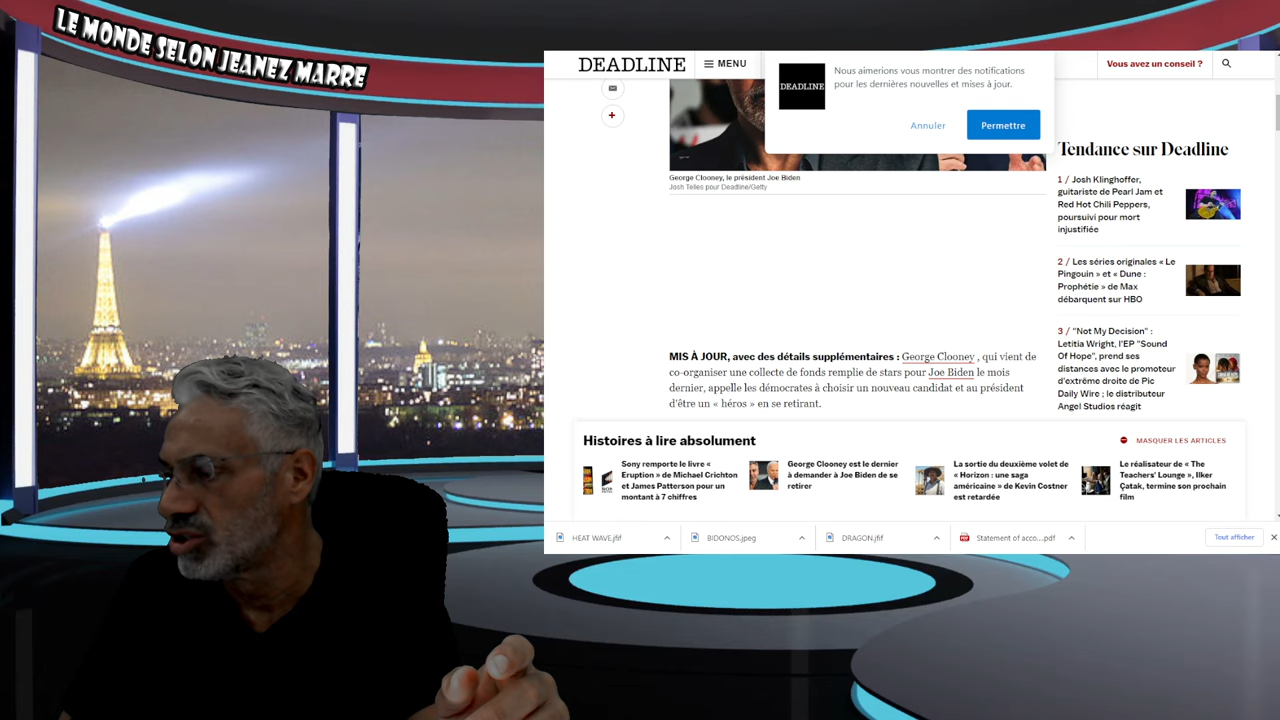 LE MONDE SELON JEANEZ MARRE
DEADLINE
MENU
Vous avez un conseil ?
DEADLINE
Nous aimerions vous montrer des notifications
pour les dernières nouvelles et mises à jour.
Annuler
Permettre
George Clooney, le président Joe Biden
Josh Telles pour Deadline/Getty
MIS À JOUR, avec des détails supplémentaires : George Clooney , qui vient de
co-organiser une collecte de fonds remplie de stars pour Joe Biden le mois
dernier, appelle les démocrates à choisir un nouveau candidat et au président
d'être un « héros » en se retirant.
Tendance sur Deadline
1 / Josh Klinghoffer,
guitariste de Pearl Jam et
Red Hot Chili Peppers,
poursuivi pour mort
injustifiée
2 / Les séries originales « Le
Pingouin » et « Dune :
Prophétie » de Max
débarquent sur HBO
3 / "Not My Decision" :
Letitia Wright, l'EP "Sound
Of Hope", prend ses
distances avec le promoteur
d'extrême droite de Pic
Daily Wire ; le distributeur
Angel Studios réagit
Histoires à lire absolument
MASQUER LES ARTICLES
Sony remporte le livre «
Eruption » de Michael Crichton
et James Patterson pour un
montant à 7 chiffres
George Clooney est le dernier
à demander à Joe Biden de se
retirer
La sortie du deuxième volet de
« Horizon : une saga
américaine » de Kevin Costner
est retardée
Le réalisateur de « The
Teachers' Lounge », Ilker
Çatak, termine son prochain
film
HEAT WAVE.jfif
BIDONOS.jpeg
DRAGON.jfif
Statement of acco....pdf
Tout afficher